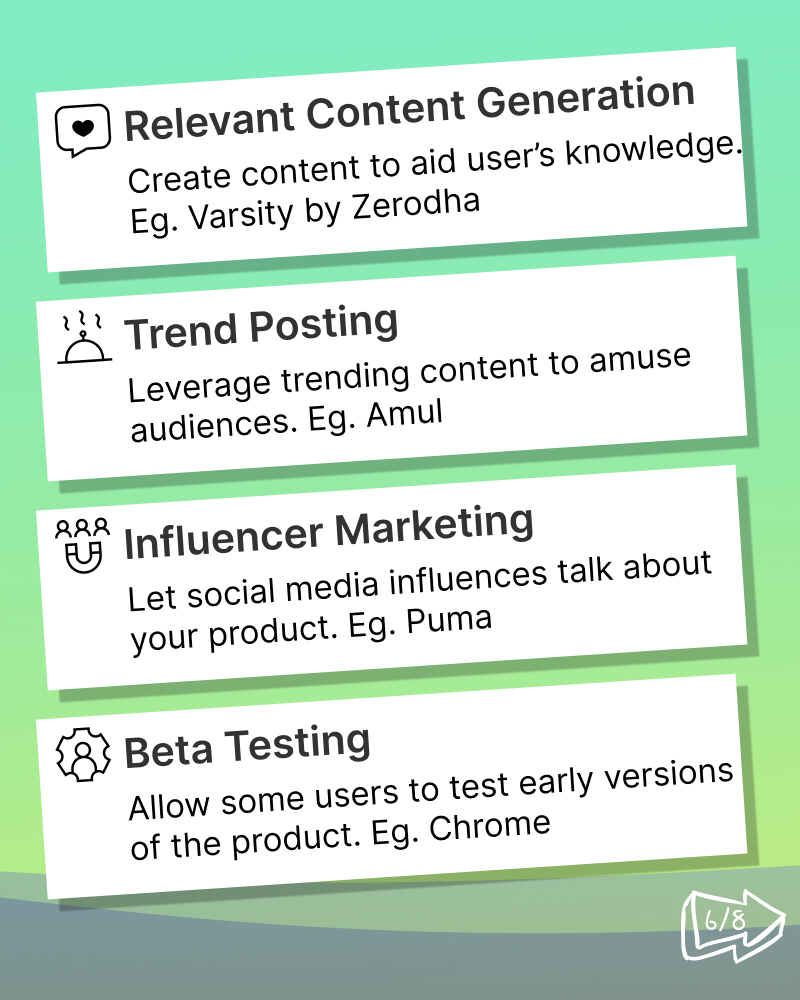 Relevant Content Generation
Create content to aid user’s knowledge.
Eg. Varsity by Zerodha
Trend Posting
Leverage trending content to amuse
audiences. Eg. Amul
Influencer Marketing
Let social media influences talk about
your product. Eg. Puma
Beta Testing
Allow some users to test early versions
of the product. Eg. Chrome
6/8